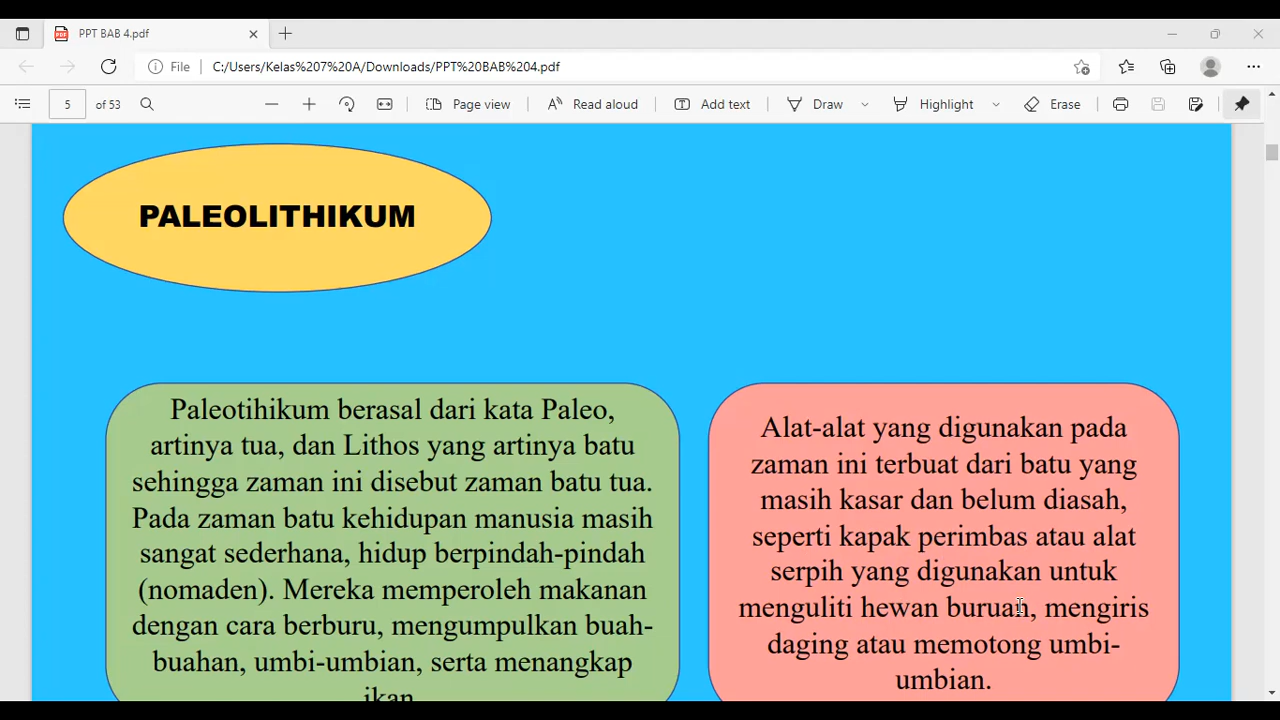 PPT BAB 4.pdf
File C:/Users/Kelas%207%20A/Downloads/PPT%20BAB%204.pdf
5 of 53 Page view Read aloud Add text Draw Highlight Erase
PALEOLITHIKUM
Paleotihikum berasal dari kata Paleo,
artinya tua, dan Lithos yang artinya batu
sehingga zaman ini disebut zaman batu tua.
Pada zaman batu kehidupan manusia masih
sangat sederhana, hidup berpindah-pindah
(nomaden). Mereka memperoleh makanan
dengan cara berburu, mengumpulkan buah-
buahan, umbi-umbian, serta menangkap
ikan
Alat-alat yang digunakan pada
zaman ini terbuat dari batu yang
masih kasar dan belum diasah,
seperti kapak perimbas atau alat
serpih yang digunakan untuk
menguliti hewan buruan, mengiris
daging atau memotong umbi-
umbian.